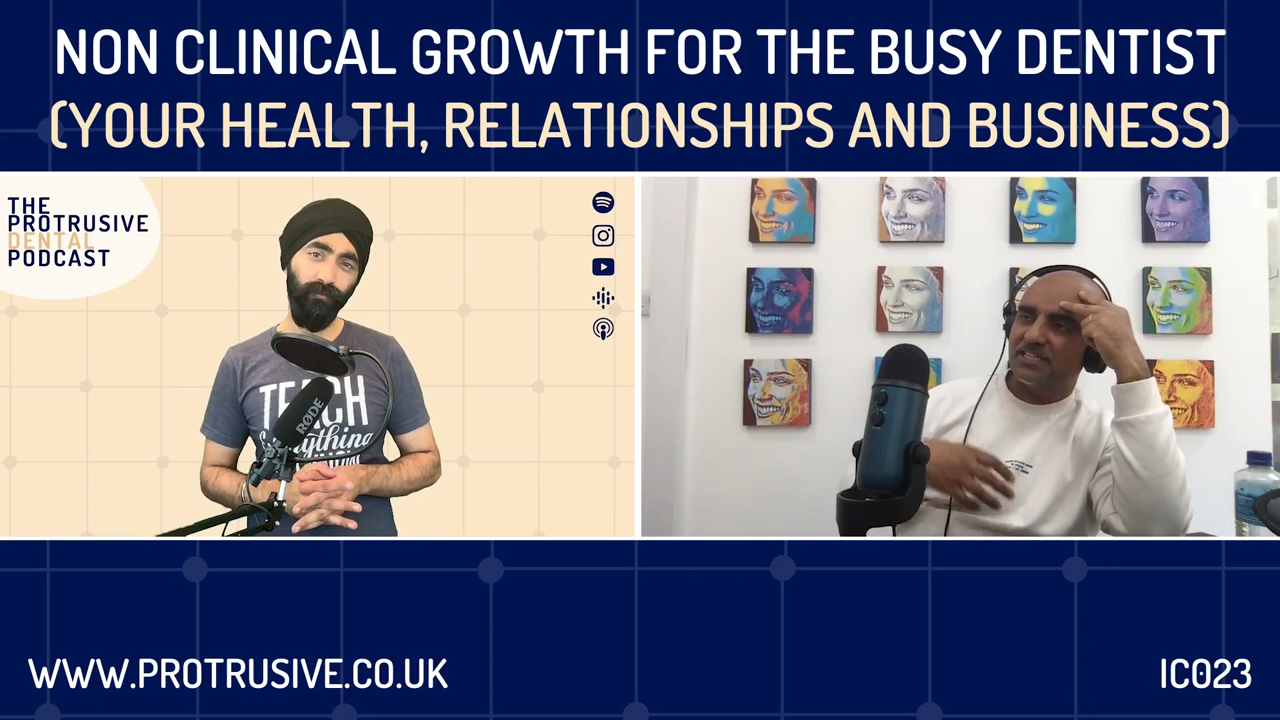 NON CLINICAL GROWTH FOR THE BUSY DENTIST
(YOUR HEALTH, RELATIONSHIPS AND BUSINESS)
THE
PROTRUSIVE
DENTAL
PODCAST
TEACH
RØDE
WWW.PROTRUSIVE.CO.UK
IC023